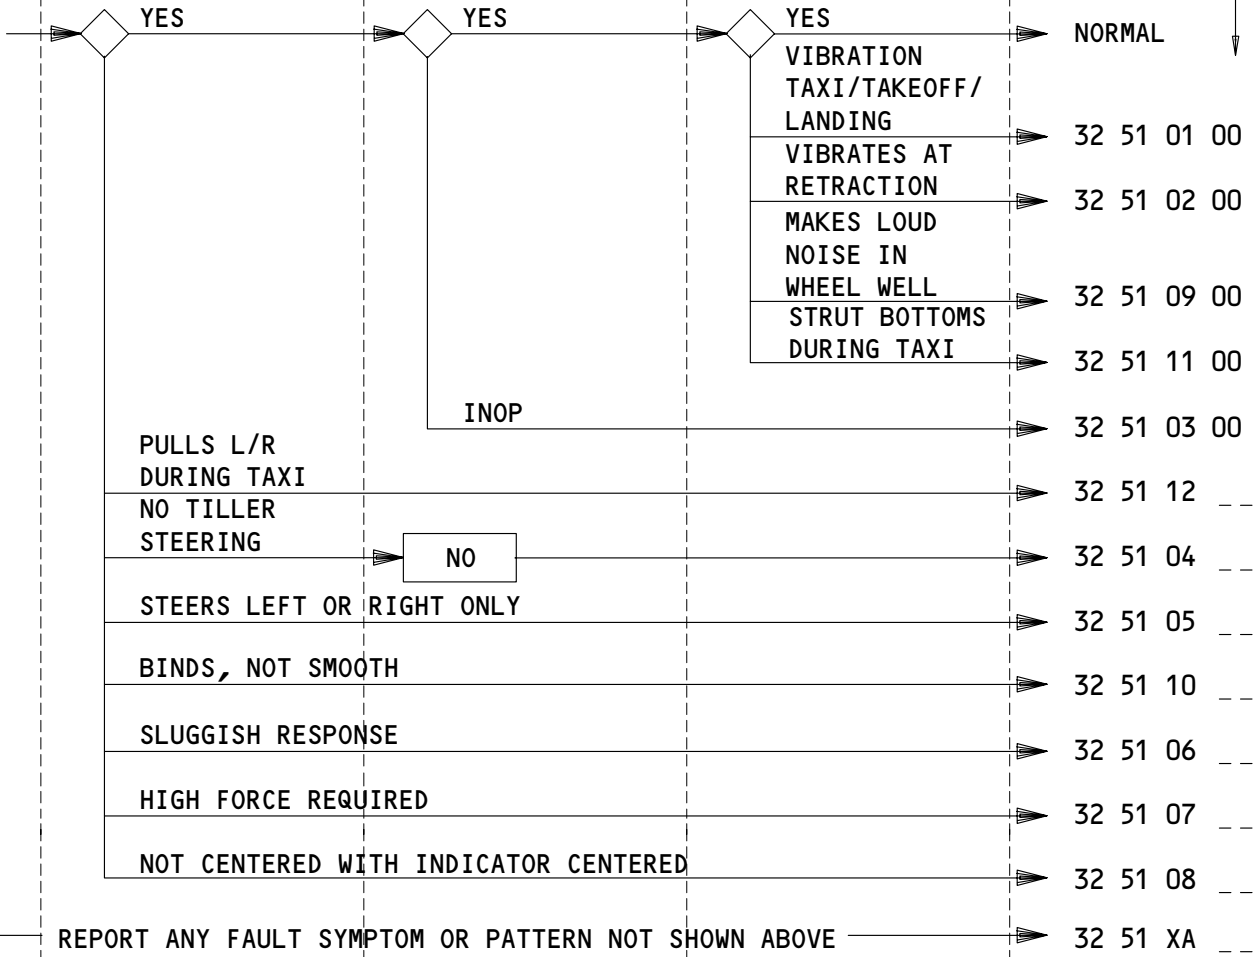 YES YES YES NORMAL
VIBRATION
TAXI/TAKEOFF/
LANDING 32 51 01 00
VIBRATES AT
RETRACTION 32 51 02 00
MAKES LOUD
NOISE IN
WHEEL WELL 32 51 09 00
STRUT BOTTOMS
DURING TAXI 32 51 11 00
INOP 32 51 03 00
PULLS L/R
DURING TAXI 32 51 12 _ _
NO TILLER
STEERING NO 32 51 04 _ _
STEERS LEFT OR RIGHT ONLY 32 51 05 _ _
BINDS, NOT SMOOTH 32 51 10 _ _
SLUGGISH RESPONSE 32 51 06 _ _
HIGH FORCE REQUIRED 32 51 07 _ _
NOT CENTERED WITH INDICATOR CENTERED 32 51 08 _ _
REPORT ANY FAULT SYMPTOM OR PATTERN NOT SHOWN ABOVE 32 51 XA _ _